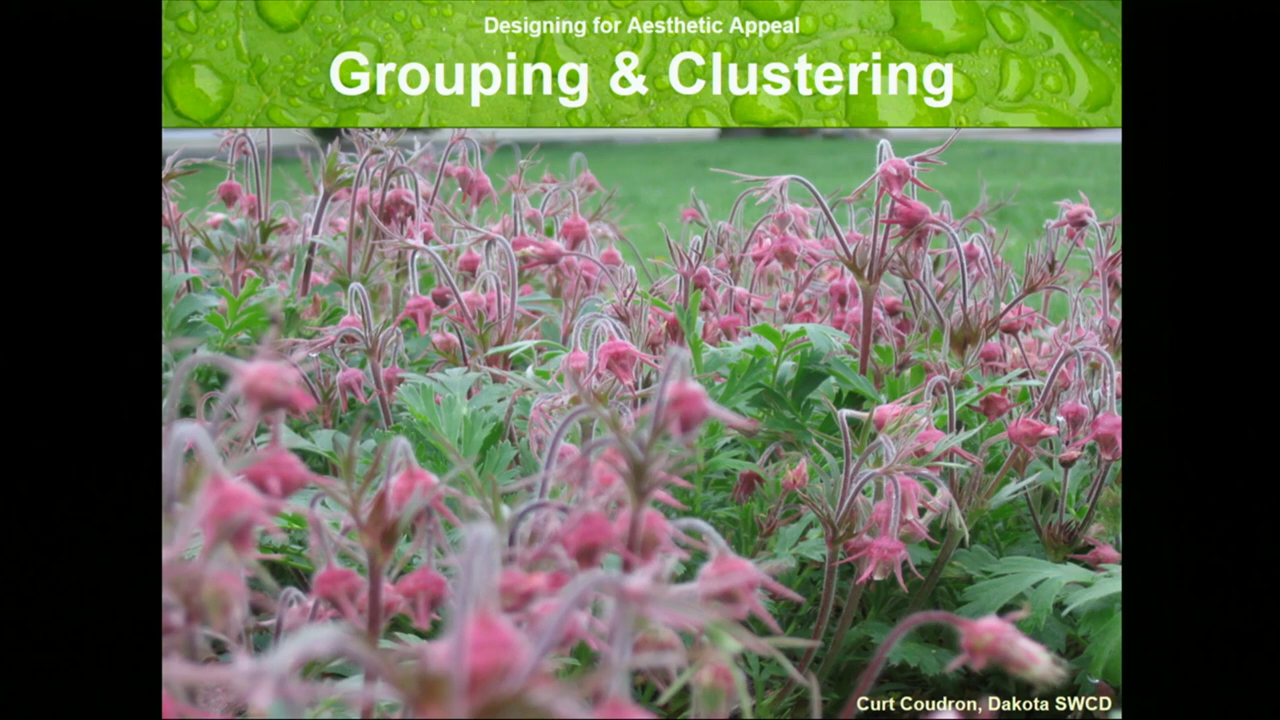 Designing for Aesthetic Appeal
Grouping & Clustering
Curt Coudron, Dakota SWCD